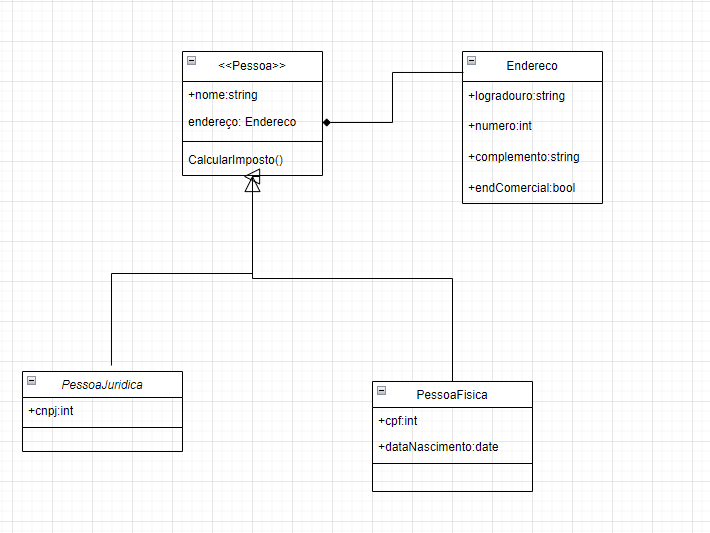 <<Pessoa>>
+nome:string
endereço: Endereco
CalcularImposto()
Endereco
+logradouro:string
+numero:int
+complemento:string
+endComercial:bool
PessoaJuridica
+cnpj:int
PessoaFisica
+cpf:int
+dataNascimento:date